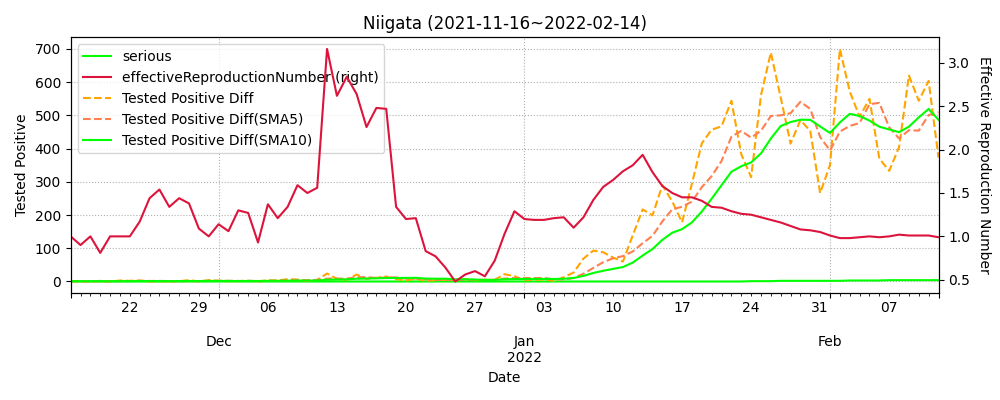 Niigata (2021-11-16~2022-02-14)
serious
effectiveReproductionNumber (right)
Tested Positive Diff
Tested Positive Diff(SMA5)
Tested Positive Diff(SMA10)
Tested Positive
700
600
500
400
300
200
100
0
Effective Reproduction Number
3.0
2.5
2.0
1.5
1.0
0.5
22 29 06 13 20 27 03 10 17 24 31 07
Dec Jan Feb
2022
Date